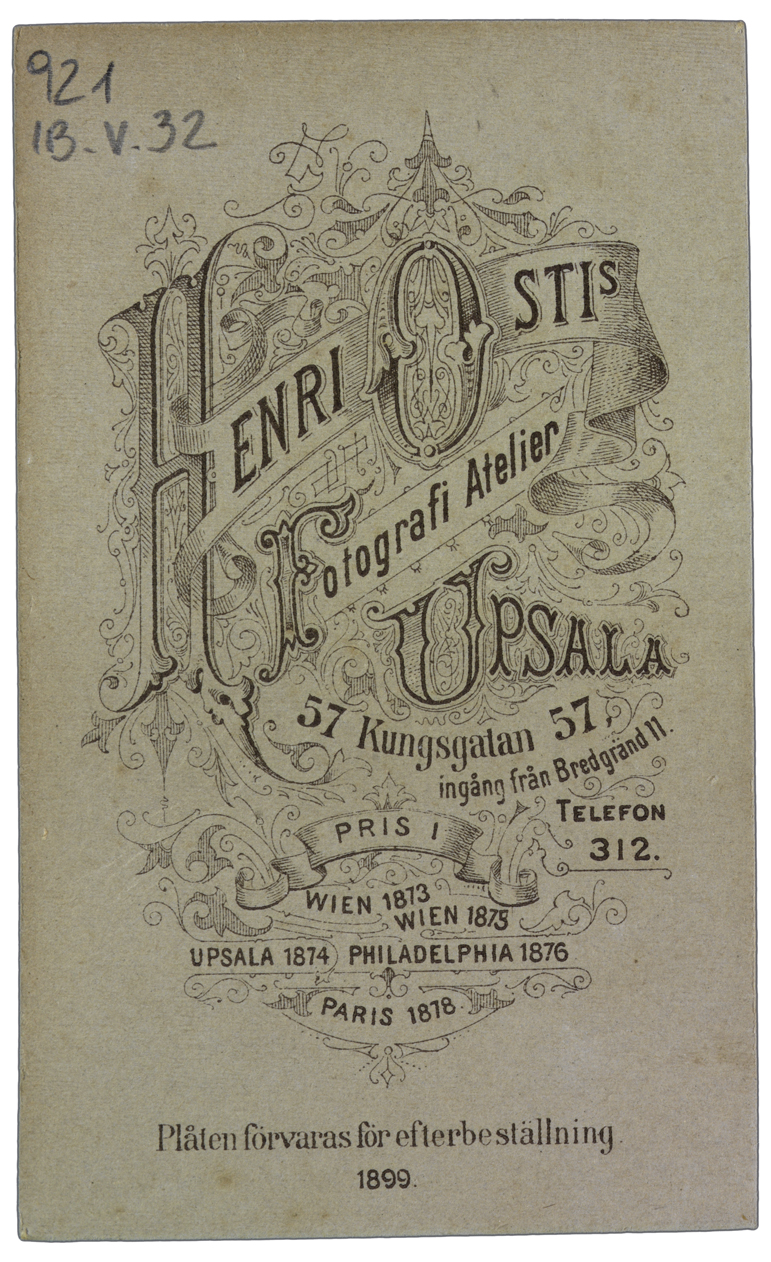 921
1B-V-32
HENRI OSTIS
Fotografi Atelier
UPSALA
57 Kungsgatan 57,
ingång från Bredgränd 11.
TELEFON
312.
PRIS I
WIEN 1873
WIEN 1875
UPSALA 1874 PHILADELPHIA 1876
PARIS 1878.
Plåten förvaras för efterbeställning.
1899.